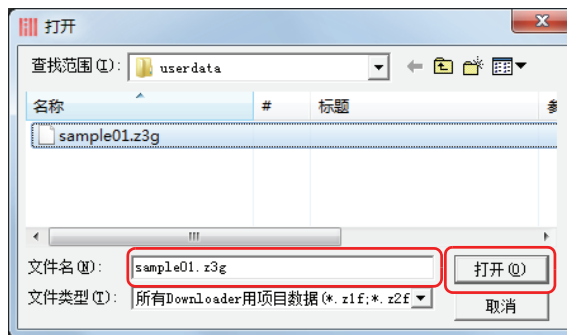 打开
查找范围(I): userdata
名称 # 标题
sample01.z3g
文件名(N): sample01.z3g 打开(O)
文件类型(T): 所有Downloader用项目数据(*.z1f;*.z2f 取消